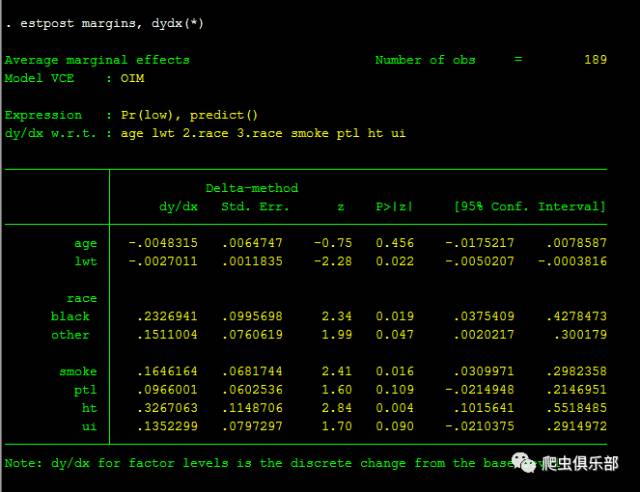 . estpost margins, dydx(*)
Average marginal effects Number of obs = 189
Model VCE : OIM
Expression : Pr(low), predict()
dy/dx w.r.t. : age lwt 2.race 3.race smoke ptl ht ui
Delta-method
dy/dx Std. Err. z P>|z| [95% Conf. Interval]
age -.0048315 .0064747 -0.75 0.456 -.0175217 .0078587
lwt -.0027011 .0011835 -2.28 0.022 -.0050207 -.0003816
race
black .2326941 .0995698 2.34 0.019 .0375409 .4278473
other .1511004 .0760619 1.99 0.047 .0020217 .300179
smoke .1646164 .0681744 2.41 0.016 .0309971 .2982358
ptl .0966001 .0602536 1.60 0.109 -.0214948 .2146951
ht .3267063 .1148706 2.84 0.004 .1015641 .5518485
ui .1352299 .0797297 1.70 0.090 -.0210375 .2914972
Note: dy/dx for factor levels is the discrete change from the base
爬虫俱乐部